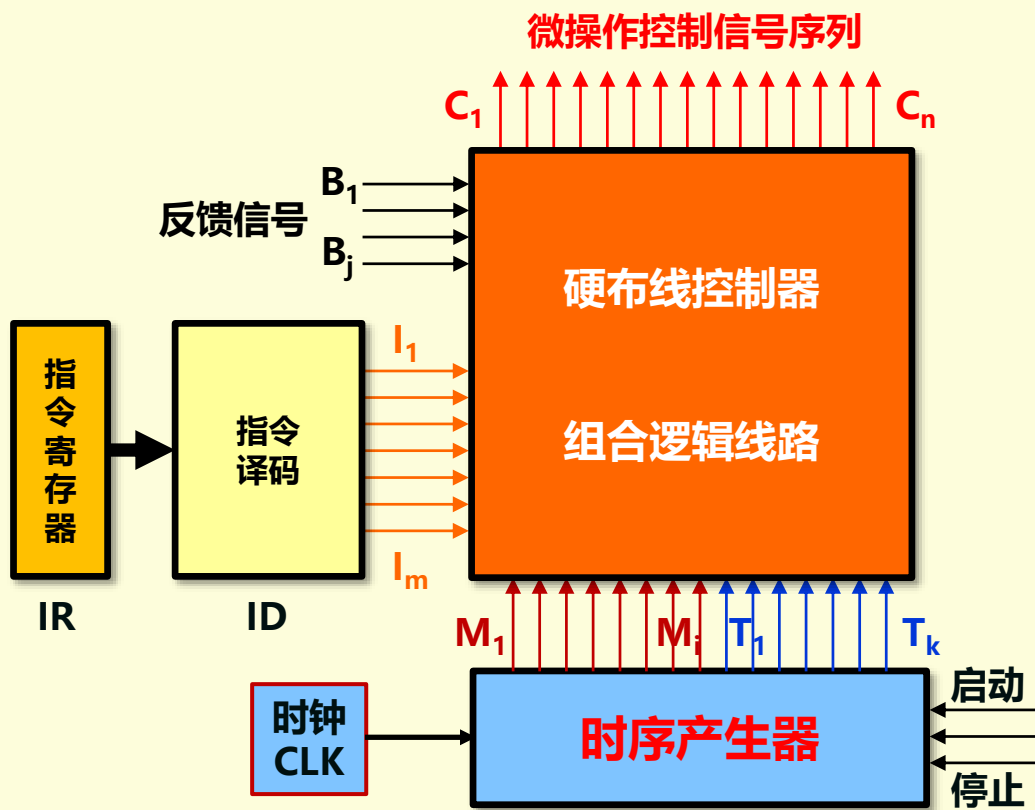 微操作控制信号序列
C1
Cn
B1
反馈信号
Bj
硬布线控制器
组合逻辑线路
指令寄存器
指令
译码
I1
Im
IR
ID
M1
Mi
T1
Tk
时钟
CLK
时序产生器
启动
停止